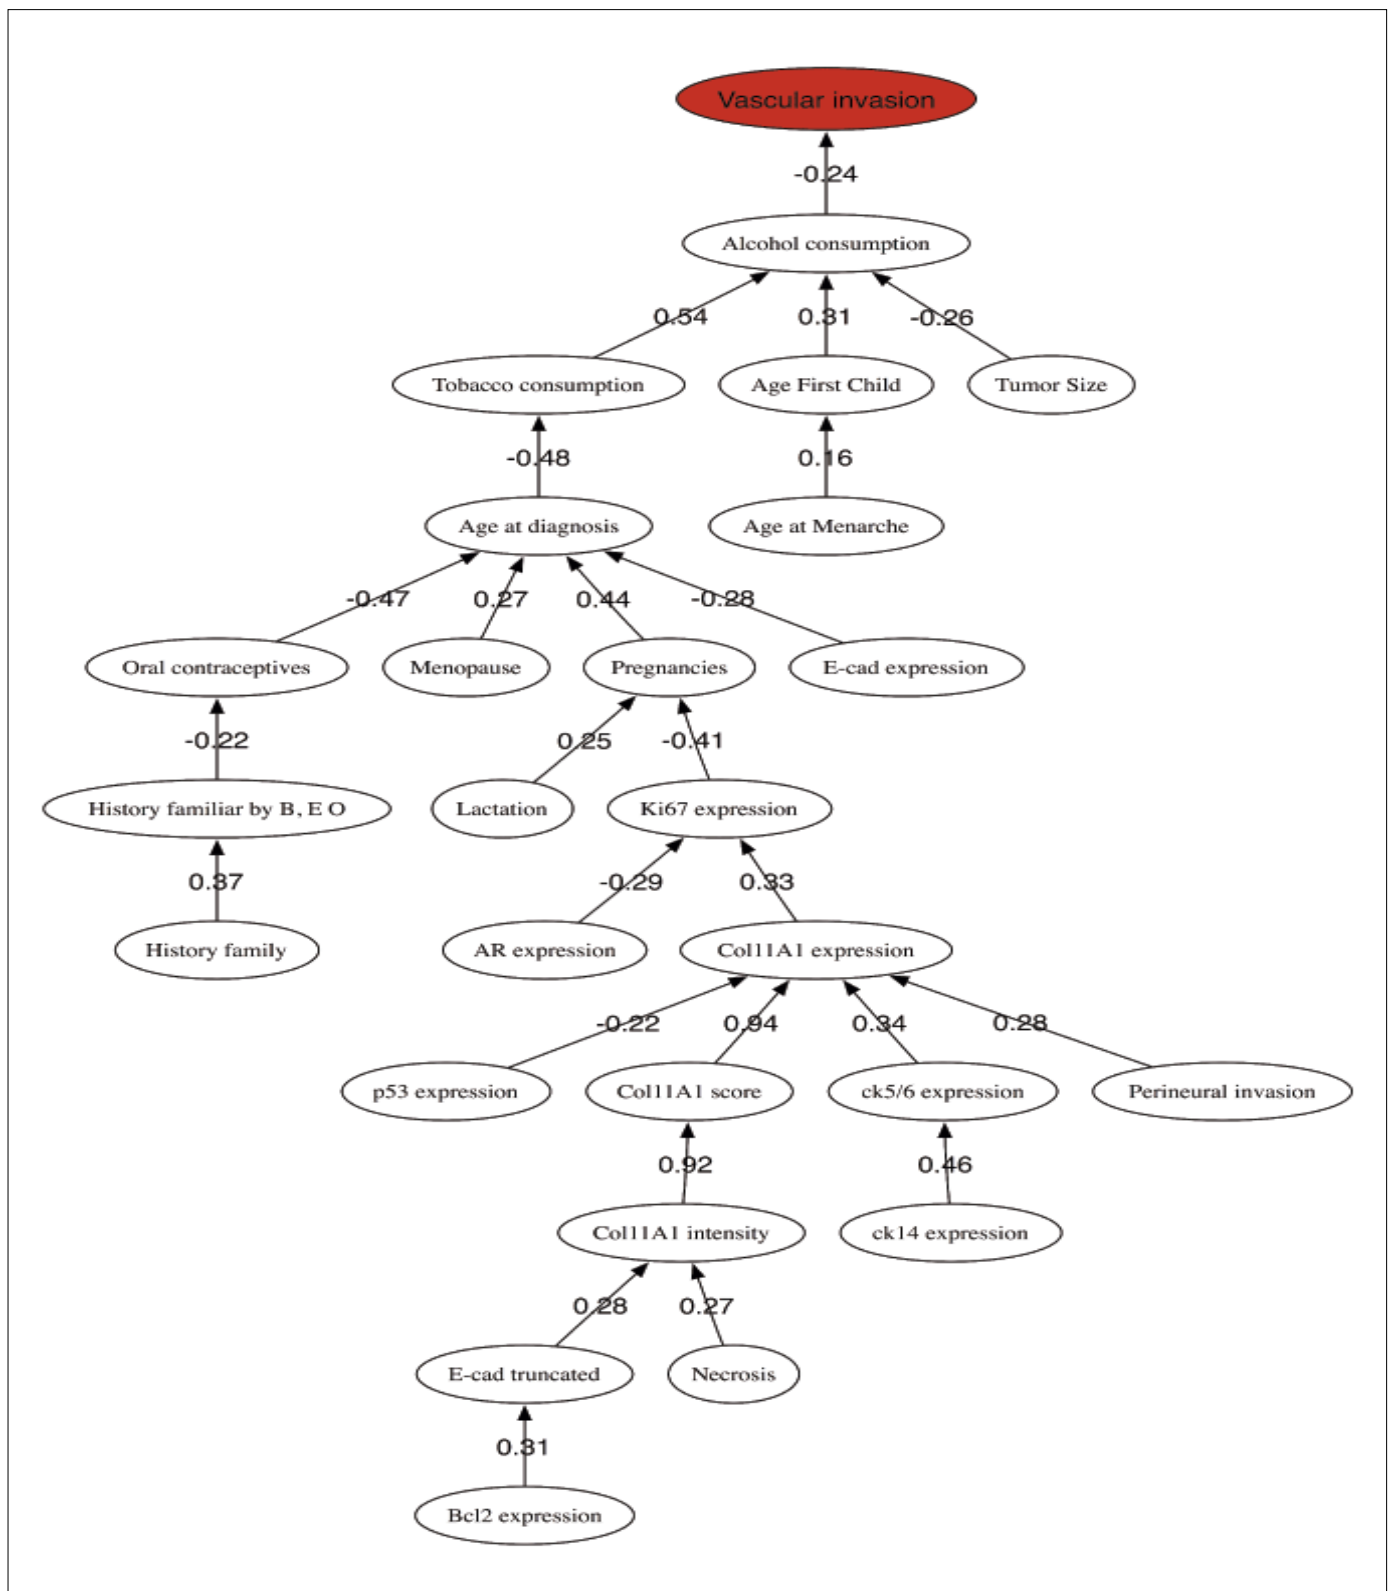 Vascular invasion
-0.24
Alcohol consumption
0.54
0.31
-0.26
Tobacco consumption
Age First Child
Tumor Size
-0.48
0.16
Age at diagnosis
Age at Menarche
-0.47
0.27
0.44
-0.28
Oral contraceptives
Menopause
Pregnancies
E-cad expression
-0.22
0.25
-0.41
History familiar by B, E O
Lactation
Ki67 expression
0.37
-0.29
0.33
History family
AR expression
Col11A1 expression
-0.22
0.94
0.34
0.28
p53 expression
Col11A1 score
ck5/6 expression
Perineural invasion
0.92
0.46
Col11A1 intensity
ck14 expression
0.28
0.27
E-cad truncated
Necrosis
0.31
Bcl2 expression